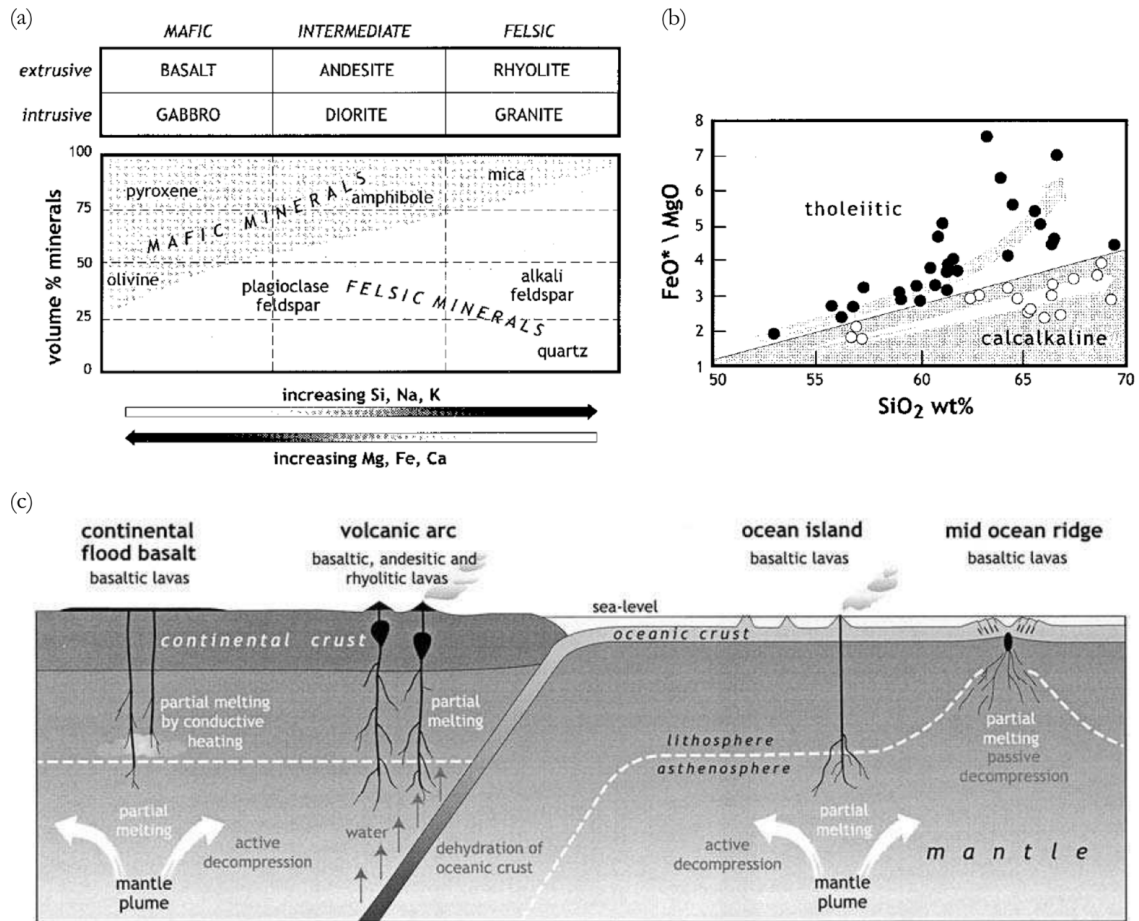 (a)
MAFIC INTERMEDIATE FELSIC
extrusive BASALT ANDESITE RHYOLITE
intrusive GABBRO DIORITE GRANITE
volume % minerals
100
75
50
25
0
pyroxene
MAFIC MINERALS
amphibole
mica
olivine
plagioclase
feldspar
FELSIC MINERALS
alkali
feldspar
quartz
increasing Si, Na, K
increasing Mg, Fe, Ca
(b)
FeO* \ MgO
8
7
6
5
4
3
2
1
tholeiitic
calcalkaline
50 55 60 65 70
SiO₂ wt%
(c)
continental
flood basalt
basaltic lavas
volcanic arc
basaltic, andesitic and
rhyolitic lavas
ocean island
basaltic lavas
mid ocean ridge
basaltic lavas
sea-level
continental crust
oceanic crust
partial melting
by conductive
heating
partial
melting
lithosphere
asthenosphere
partial
melting
passive
decompression
partial
melting
active
decompression
mantle
plume
water
dehydration of
oceanic crust
active
decompression
partial
melting
mantle
plume
mantle